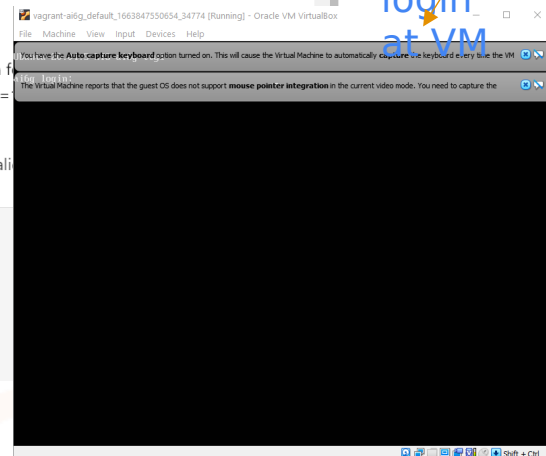 login
at VM
vagrant-ai6g_default_1663847550654_34774 [Running] - Oracle VM VirtualBox
File Machine View Input Devices Help
You have the Auto capture keyboard option turned on. This will cause the Virtual Machine to automatically capture the keyboard every time the VM
ai6g login:
The Virtual Machine reports that the guest OS does not support mouse pointer integration in the current video mode. You need to capture the
Shift + Ctrl